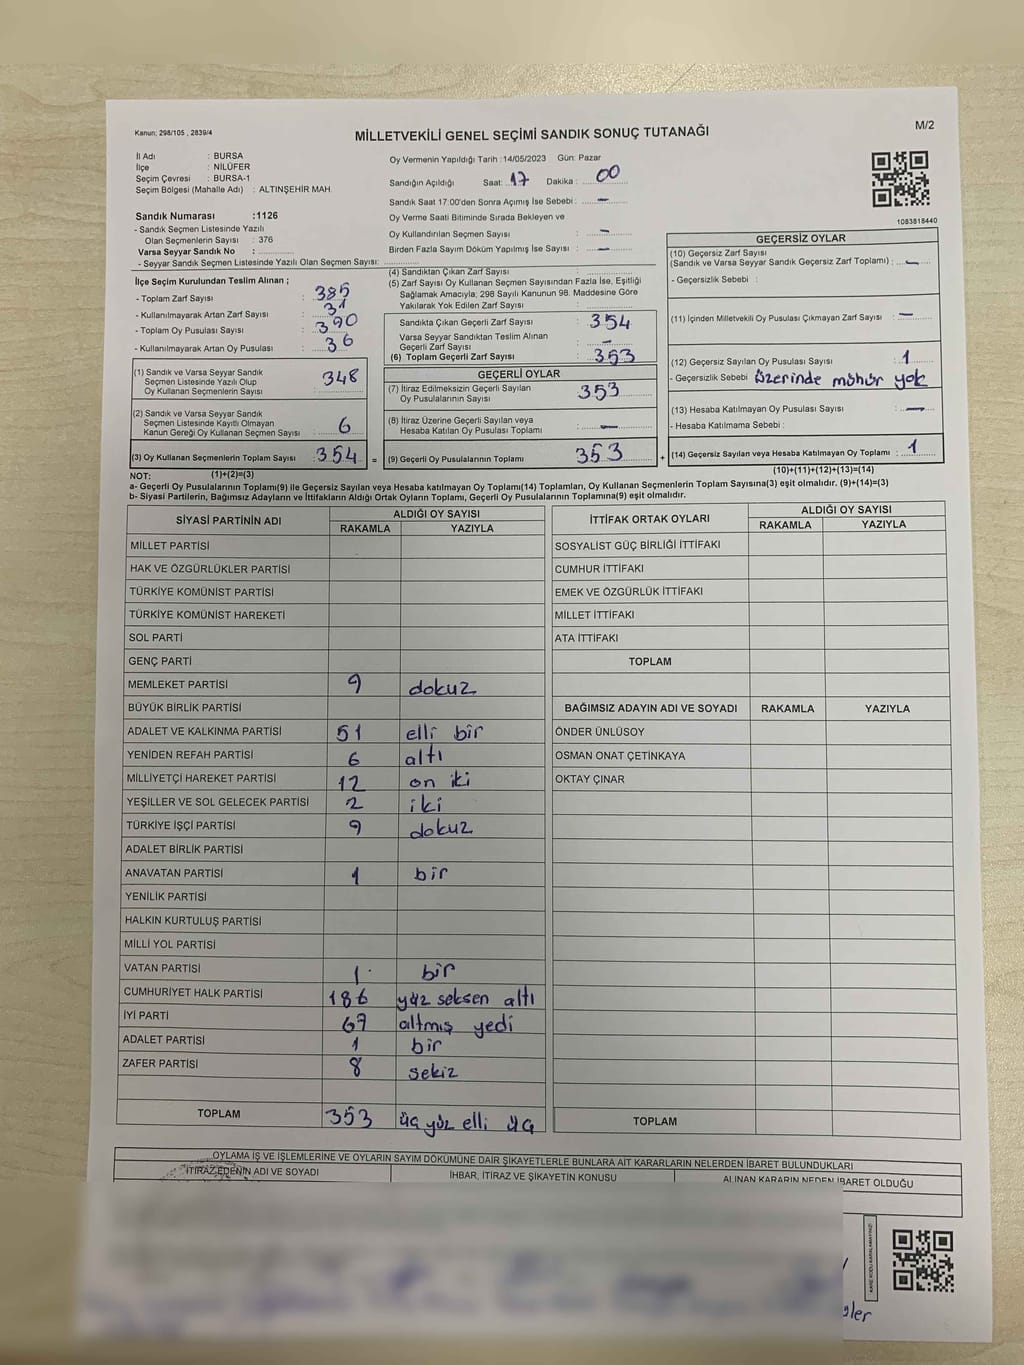 Kanun; 298/105 , 2839/4
MİLLETVEKİLİ GENEL SEÇİMİ SANDIK SONUÇ TUTANAĞI
M/2
İl Adı : BURSA
İlçe : NİLÜFER
Seçim Çevresi : BURSA-1
Seçim Bölgesi (Mahalle Adı) : ALTINŞEHİR MAH.
Sandık Numarası :1126
- Sandık Seçmen Listesinde Yazılı
Olan Seçmenlerin Sayısı : 376
Varsa Seyyar Sandık No :
- Seyyar Sandık Seçmen Listesinde Yazılı Olan Seçmen Sayısı:
Oy Vermenin Yapıldığı Tarih : 14/05/2023 Gün: Pazar
Sandığın Açıldığı Saat: 17 Dakika : 00
Sandık Saat 17:00'den Sonra Açımış İse Sebebi : -
Oy Verme Saati Bitiminde Sırada Bekleyen ve
Oy Kullandırılan Seçmen Sayısı : -
Birden Fazla Sayım Döküm Yapılmış İse Sayısı : -
1083818440
İlçe Seçim Kurulundan Teslim Alınan ;
- Toplam Zarf Sayısı : 385
- Kullanılmayarak Artan Zarf Sayısı : 31
- Toplam Oy Pusulası Sayısı : 390
- Kullanılmayarak Artan Oy Pusulası : 36
(1) Sandık ve Varsa Seyyar Sandık
Seçmen Listesinde Yazılı Olup
Oy Kullanan Seçmenlerin Sayısı : 348
(2) Sandık ve Varsa Seyyar Sandık
Seçmen Listesinde Kayıtlı Olmayan
Kanun Gereği Oy Kullanan Seçmen Sayısı : 6
(3) Oy Kullanan Seçmenlerin Toplam Sayısı : 354 =
(1)+(2)=(3)
(4) Sandıktan Çıkan Zarf Sayısı :
(5) Zarf Sayısı Oy Kullanan Seçmen Sayısından Fazla İse, Eşitliği
Sağlamak Amacıyla; 298 Sayılı Kanunun 98. Maddesine Göre
Yakılarak Yok Edilen Zarf Sayısı :
Sandıkta Çıkan Geçerli Zarf Sayısı : 354
Varsa Seyyar Sandıktan Teslim Alınan
Geçerli Zarf Sayısı : -
(6) Toplam Geçerli Zarf Sayısı : 353
GEÇERLİ OYLAR
(7) İtiraz Edilmeksizin Geçerli Sayılan
Oy Pusulalarının Sayısı : 353
(8) İtiraz Üzerine Geçerli Sayılan veya
Hesaba Katılan Oy Pusulası Toplamı : -
(9) Geçerli Oy Pusulalarının Toplamı : 353 +
GEÇERSİZ OYLAR
(10) Geçersiz Zarf Sayısı
(Sandık ve Varsa Seyyar Sandık Geçersiz Zarf Toplamı) : -
- Geçersizlik Sebebi :
(11) İçinden Milletvekili Oy Pusulası Çıkmayan Zarf Sayısı : -
(12) Geçersiz Sayılan Oy Pusulası Sayısı : 1
- Geçersizlik Sebebi : üzerinde mühür yok
(13) Hesaba Katılmayan Oy Pusulası Sayısı : -
- Hesaba Katılmama Sebebi :
(14) Geçersiz Sayılan veya Hesaba Katılmayan Oy Toplamı : 1
(10)+(11)+(12)+(13)=(14)
NOT:
a- Geçerli Oy Pusulalarının Toplamı(9) ile Geçersiz Sayılan veya Hesaba katılmayan Oy Toplamı(14) Toplamları, Oy Kullanan Seçmenlerin Toplam Sayısına(3) eşit olmalıdır. (9)+(14)=(3)
b- Siyasi Partilerin, Bağımsız Adayların ve İttifakların Aldığı Ortak Oyların Toplamı, Geçerli Oy Pusulalarının Toplamına(9) eşit olmalıdır.
SİYASİ PARTİNİN ADI ALDIĞI OY SAYISI
RAKAMLA YAZIYLA
MİLLET PARTİSİ
HAK VE ÖZGÜRLÜKLER PARTİSİ
TÜRKİYE KOMÜNİST PARTİSİ
TÜRKİYE KOMÜNİST HAREKETİ
SOL PARTİ
GENÇ PARTİ
MEMLEKET PARTİSİ 9 dokuz
BÜYÜK BİRLİK PARTİSİ
ADALET VE KALKINMA PARTİSİ 51 elli bir
YENİDEN REFAH PARTİSİ 6 altı
MİLLİYETÇİ HAREKET PARTİSİ 12 on iki
YEŞİLLER VE SOL GELECEK PARTİSİ 2 iki
TÜRKİYE İŞÇİ PARTİSİ 9 dokuz
ADALET BİRLİK PARTİSİ
ANAVATAN PARTİSİ 1 bir
YENİLİK PARTİSİ
HALKIN KURTULUŞ PARTİSİ
MİLLİ YOL PARTİSİ
VATAN PARTİSİ 1 bir
CUMHURİYET HALK PARTİSİ 186 yüz seksen altı
İYİ PARTİ 67 altmış yedi
ADALET PARTİSİ 1 bir
ZAFER PARTİSİ 8 sekiz
TOPLAM 353 üç yüz elli üç
İTTİFAK ORTAK OYLARI ALDIĞI OY SAYISI
RAKAMLA YAZIYLA
SOSYALİST GÜÇ BİRLİĞİ İTTİFAKI
CUMHUR İTTİFAKI
EMEK VE ÖZGÜRLÜK İTTİFAKI
MİLLET İTTİFAKI
ATA İTTİFAKI
TOPLAM
BAĞIMSIZ ADAYIN ADI VE SOYADI RAKAMLA YAZIYLA
ÖNDER ÜNLÜSOY
OSMAN ONAT ÇETİNKAYA
OKTAY ÇINAR
TOPLAM
OYLAMA İŞ VE İŞLEMLERİNE VE OYLARIN SAYIM DÖKÜMÜNE DAİR ŞİKAYETLERLE BUNLARA AİT KARARLARIN NELERDEN İBARET BULUNDUKLARI
İTİRAZ EDENİN ADI VE SOYADI İHBAR, İTİRAZ VE ŞİKAYETİN KONUSU ALINAN KARARIN NEDEN İBARET OLDUĞU